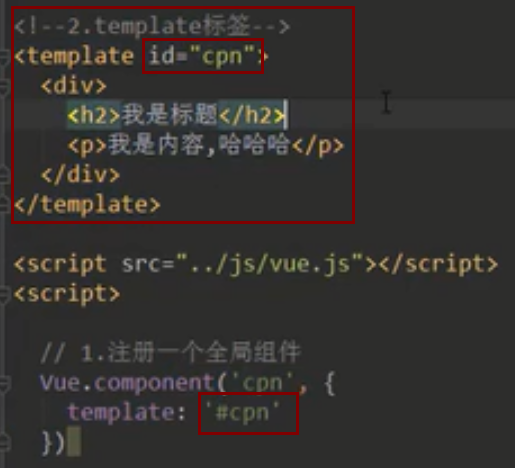 <!--2.template标签-->
<template id="cpn">
<div>
<h2>我是标题</h2>
<p>我是内容,哈哈哈</p>
</div>
</template>
<script src="../js/vue.js"></script>
<script>
// 1.注册一个全局组件
Vue.component('cpn', {
template: '#cpn'
})